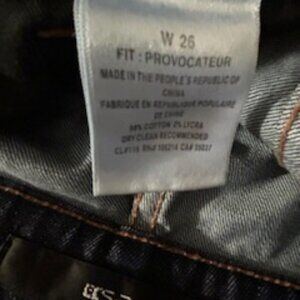 W 26
FIT : PROVOCATEUR
MADE IN THE PEOPLE'S REPUBLIC OF
CHINA
FABRIQUE EN REPUBLIQUE POPULAIRE
DE CHINE
98% COTTON 2% LYCRA
DRY CLEAN RECOMMENDED